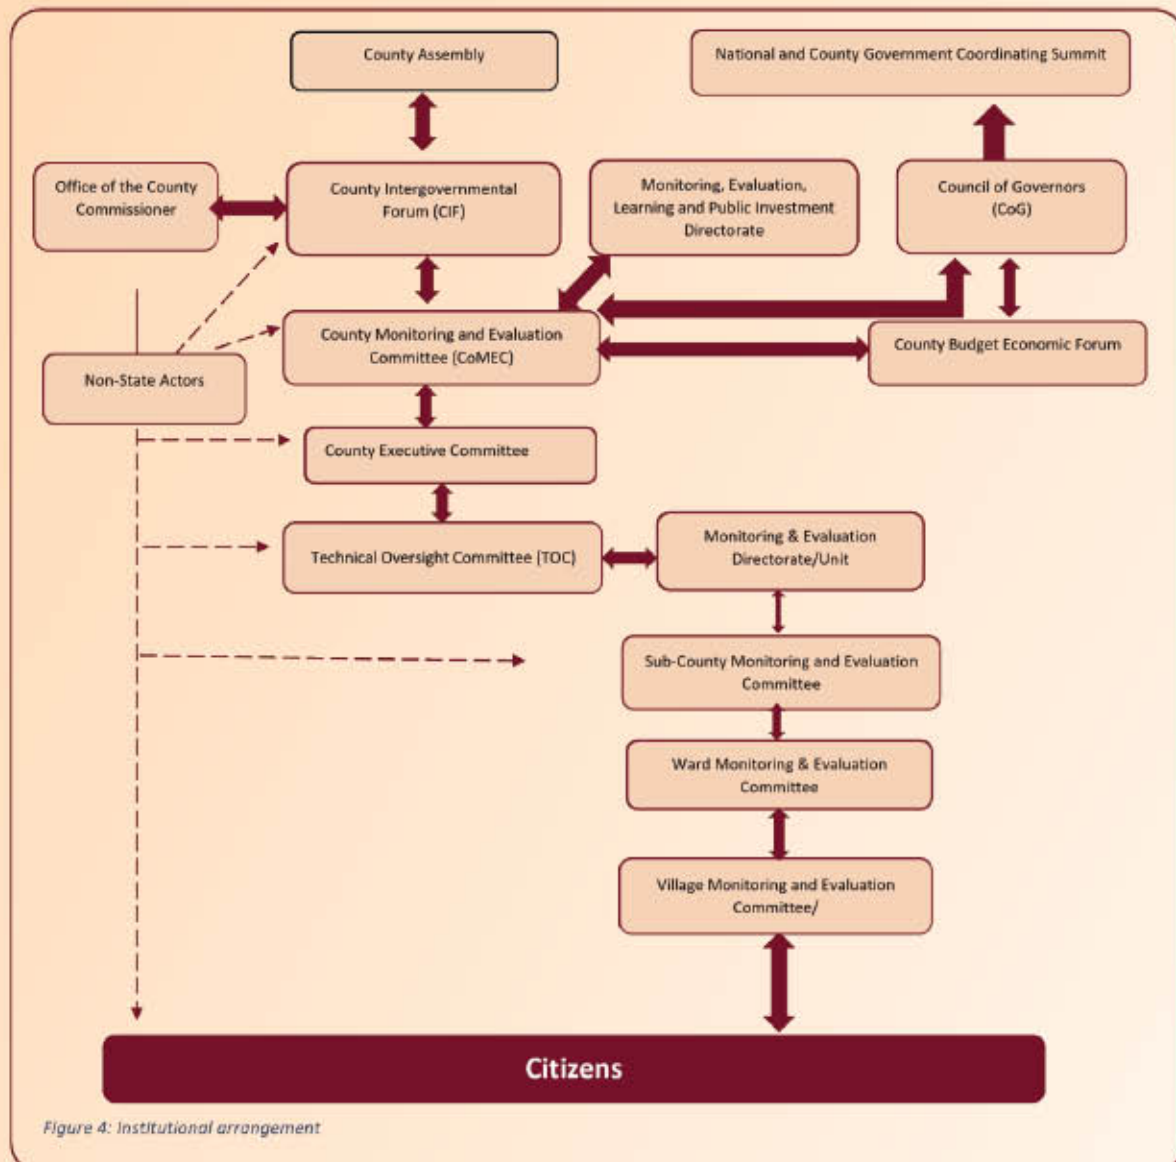 County Assembly
National and County Government Coordinating Summit
Office of the County
Commissioner
County Intergovernmental
Forum (CIF)
Monitoring, Evaluation,
Learning and Public Investment
Directorate
Council of Governors
(CoG)
County Monitoring and Evaluation
Committee (CoMEC)
County Budget Economic Forum
Non-State Actors
County Executive Committee
Technical Oversight Committee (TOC)
Monitoring & Evaluation
Directorate/Unit
Sub-County Monitoring and Evaluation
Committee
Ward Monitoring & Evaluation
Committee
Village Monitoring and Evaluation
Committee/
Citizens
Figure 4: Institutional arrangement